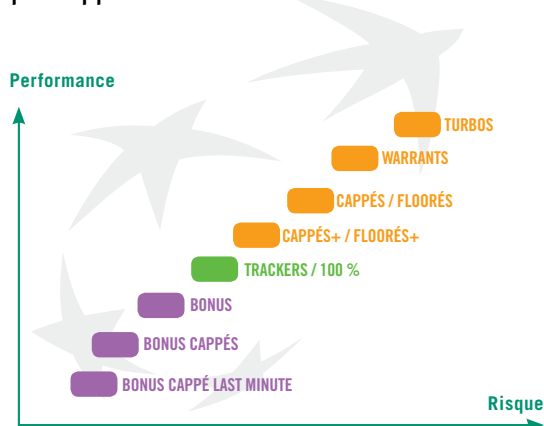 Performance
TURBOS
WARRANTS
CAPPÉS / FLOORÉS
CAPPÉS+ / FLOORÉS+
TRACKERS / 100 %
BONUS
BONUS CAPPÉS
BONUS CAPPÉ LAST MINUTE
Risque